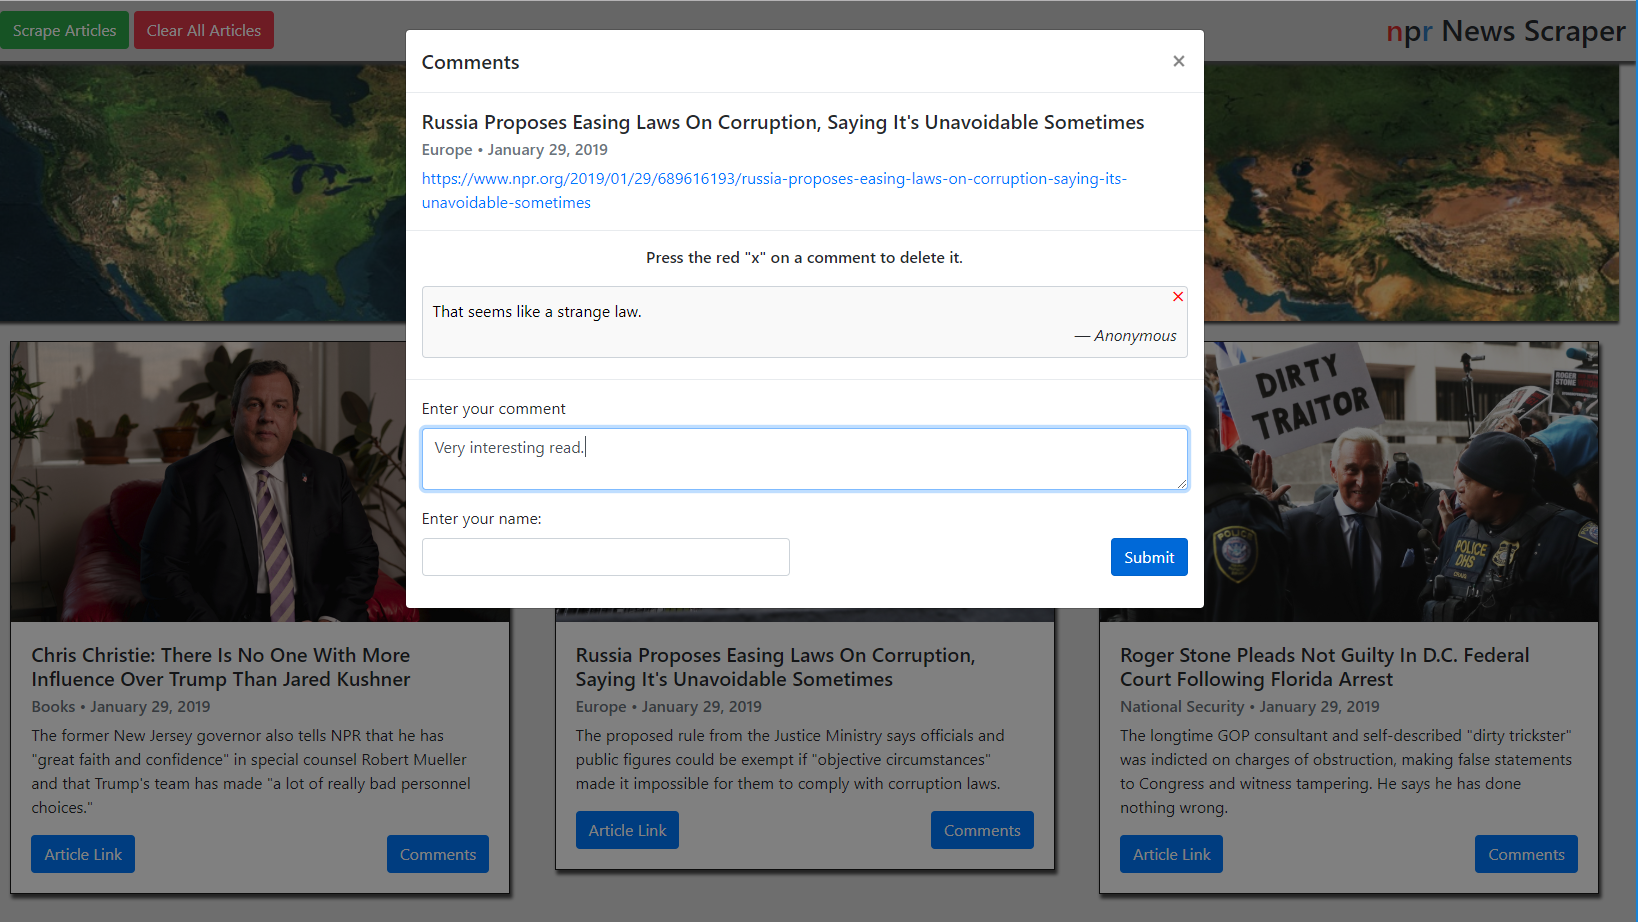 Scrape Articles Clear All Articles
npr News Scraper
Comments ×
Russia Proposes Easing Laws On Corruption, Saying It's Unavoidable Sometimes
Europe • January 29, 2019
https://www.npr.org/2019/01/29/689616193/russia-proposes-easing-laws-on-corruption-saying-its-
unavoidable-sometimes
Press the red "x" on a comment to delete it.
That seems like a strange law.
— Anonymous
Enter your comment
Very interesting read.
Enter your name:
Submit
DIRTY
TRAITOR
ROGER
STONE
POLICE
DHS
Chris Christie: There Is No One With More
Influence Over Trump Than Jared Kushner
Books • January 29, 2019
The former New Jersey governor also tells NPR that he has
"great faith and confidence" in special counsel Robert Mueller
and that Trump's team has made "a lot of really bad personnel
choices."
Article Link Comments
Russia Proposes Easing Laws On Corruption,
Saying It's Unavoidable Sometimes
Europe • January 29, 2019
The proposed rule from the Justice Ministry says officials and
public figures could be exempt if "objective circumstances"
made it impossible for them to comply with corruption laws.
Article Link Comments
Roger Stone Pleads Not Guilty In D.C. Federal
Court Following Florida Arrest
National Security • January 29, 2019
The longtime GOP consultant and self-described "dirty trickster"
was indicted on charges of obstruction, making false statements
to Congress and witness tampering. He says he has done
nothing wrong.
Article Link Comments